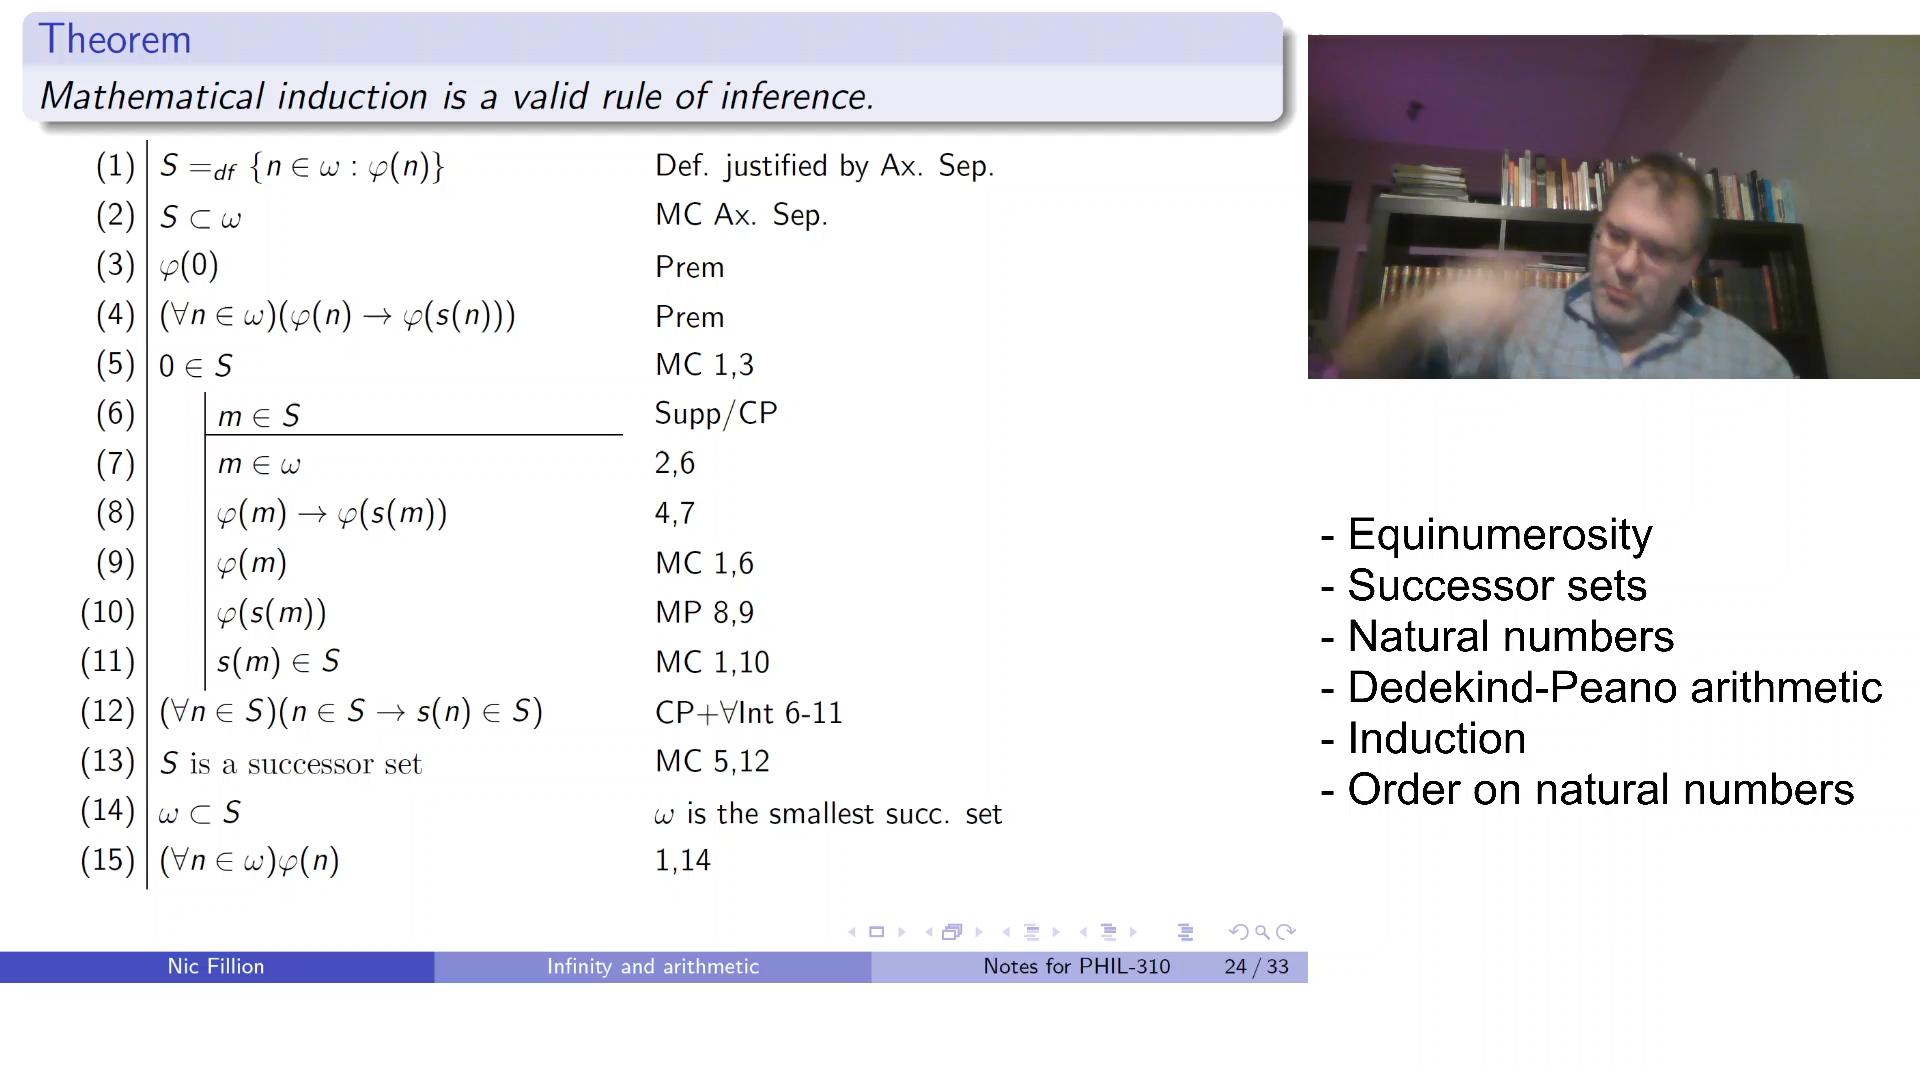 Theorem
Mathematical induction is a valid rule of inference.
(1) S =df {n ∈ ω : φ(n)} Def. justified by Ax. Sep.
(2) S ⊂ ω MC Ax. Sep.
(3) φ(0) Prem
(4) (∀n ∈ ω)(φ(n) → φ(s(n))) Prem
(5) 0 ∈ S MC 1,3
(6) m ∈ S Supp/CP
(7) m ∈ ω 2,6
(8) φ(m) → φ(s(m)) 4,7
(9) φ(m) MC 1,6
(10) φ(s(m)) MP 8,9
(11) s(m) ∈ S MC 1,10
(12) (∀n ∈ S)(n ∈ S → s(n) ∈ S) CP+∀Int 6-11
(13) S is a successor set MC 5,12
(14) ω ⊂ S ω is the smallest succ. set
(15) (∀n ∈ ω)φ(n) 1,14
Nic Fillion Infinity and arithmetic Notes for PHIL-310 24 / 33
- Equinumerosity
- Successor sets
- Natural numbers
- Dedekind-Peano arithmetic
- Induction
- Order on natural numbers